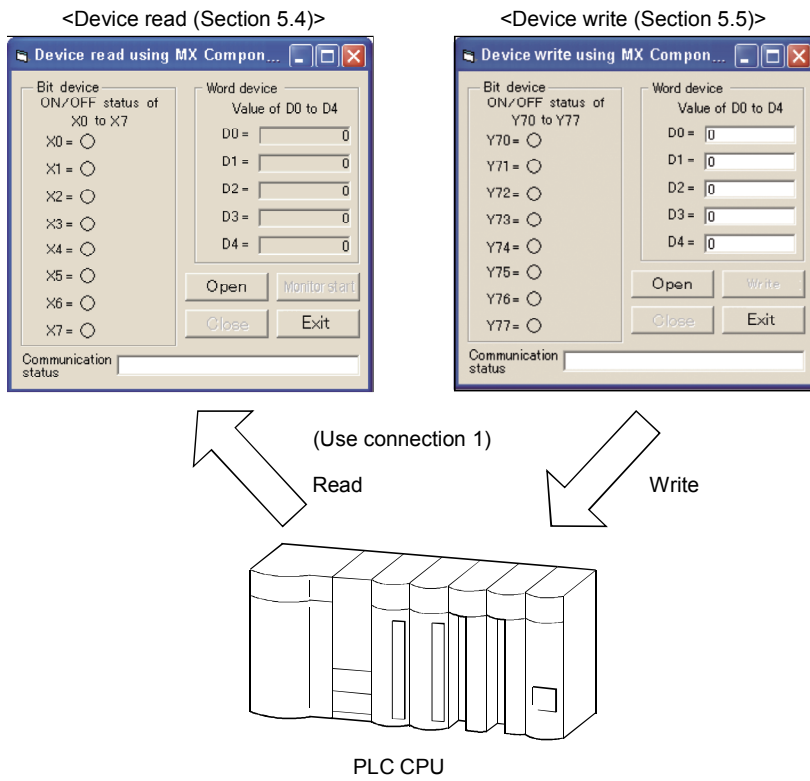 <Device read (Section 5.4)>
Device read using MX Compon...
Bit device
ON/OFF status of
X0 to X7
X0=
X1=
X2=
X3=
X4=
X5=
X6=
X7=
Word device
Value of D0 to D4
D0= 0
D1= 0
D2= 0
D3= 0
D4= 0
Open
Monitor start
Close
Exit
Communication
status
<Device write (Section 5.5)>
Device write using MX Compon...
Bit device
ON/OFF status of
Y70 to Y77
Y70=
Y71=
Y72=
Y73=
Y74=
Y75=
Y76=
Y77=
Word device
Value of D0 to D4
D0= 0
D1= 0
D2= 0
D3= 0
D4= 0
Open
Write
Close
Exit
Communication
status
(Use connection 1)
Read
Write
PLC CPU